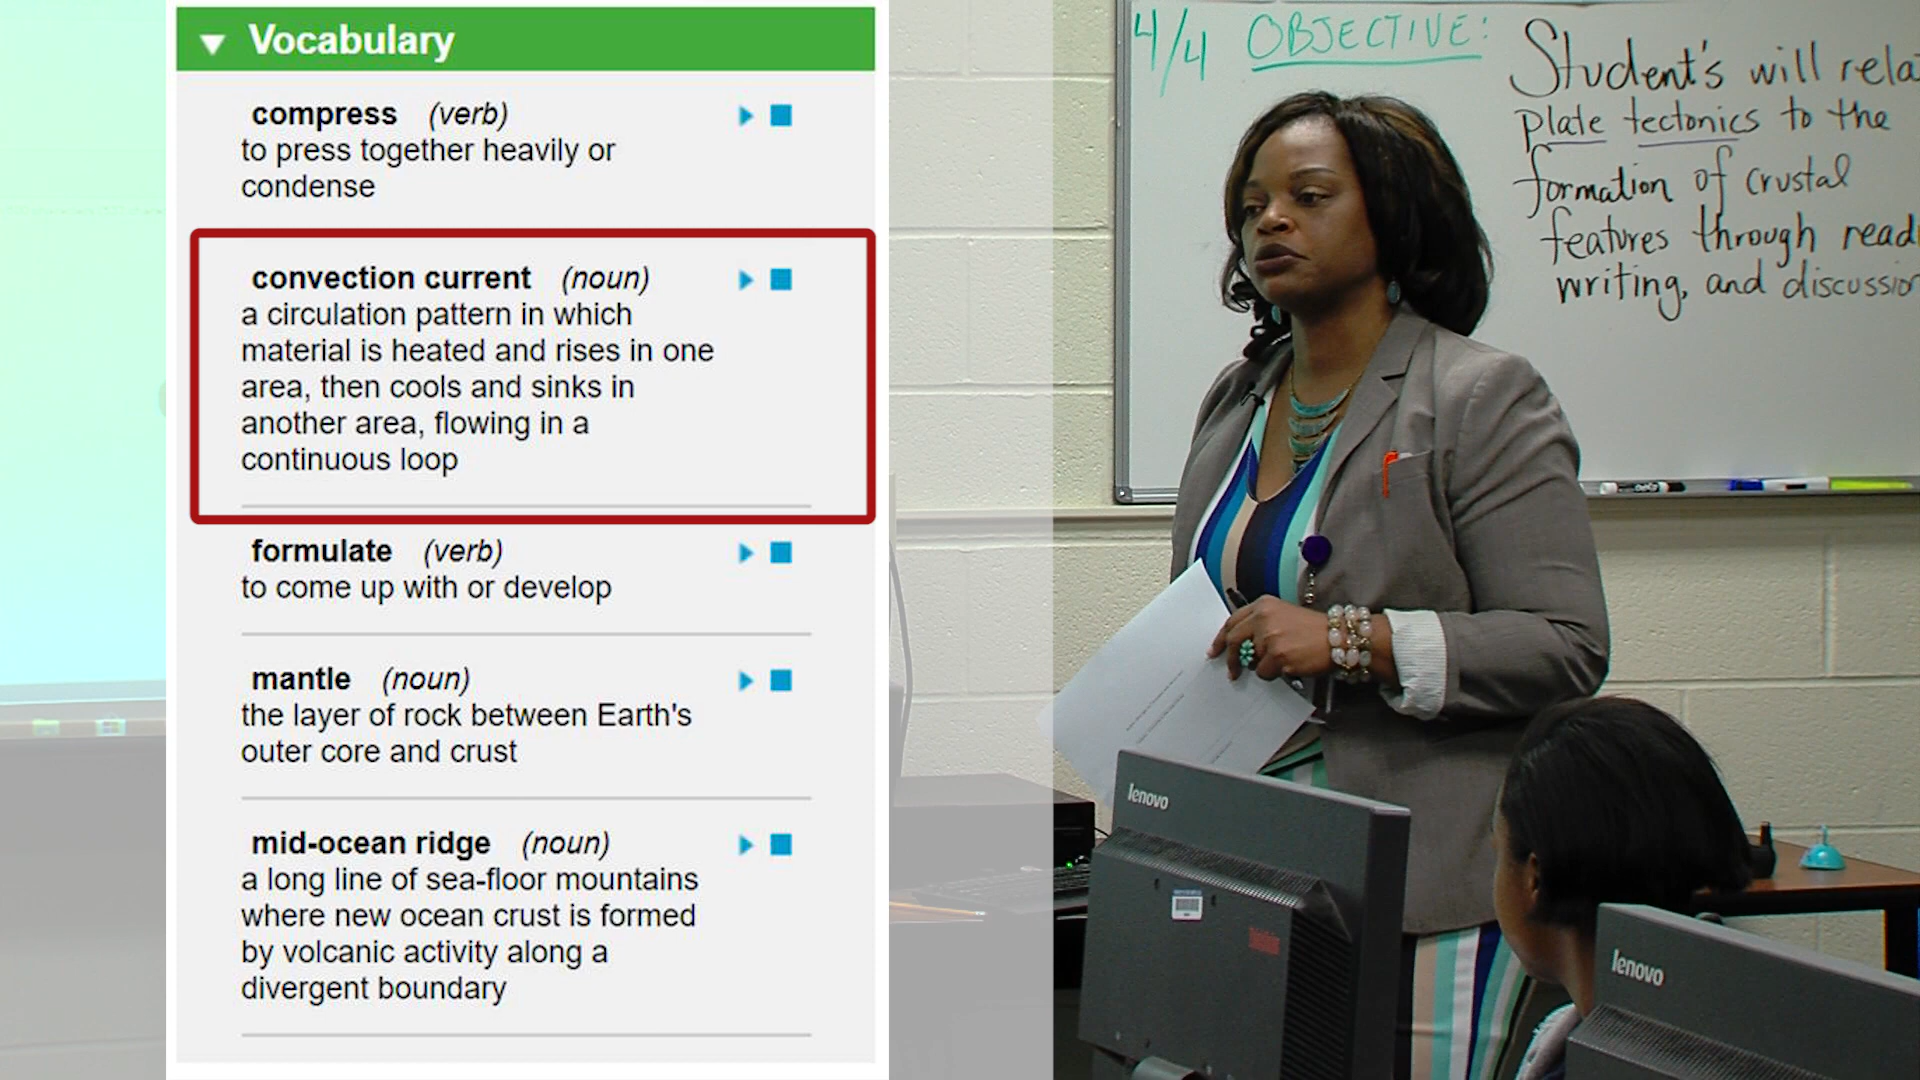 Vocabulary
compress (verb)
to press together heavily or
condense
convection current (noun)
a circulation pattern in which
material is heated and rises in one
area, then cools and sinks in
another area, flowing in a
continuous loop
formulate (verb)
to come up with or develop
mantle (noun)
the layer of rock between Earth's
outer core and crust
mid-ocean ridge (noun)
a long line of sea-floor mountains
where new ocean crust is formed
by volcanic activity along a
divergent boundary
4/4 OBJECTIVE:
Student's will
plate tectonics to the
formation of crustal
features through
writing, and
lenovo
lenovo